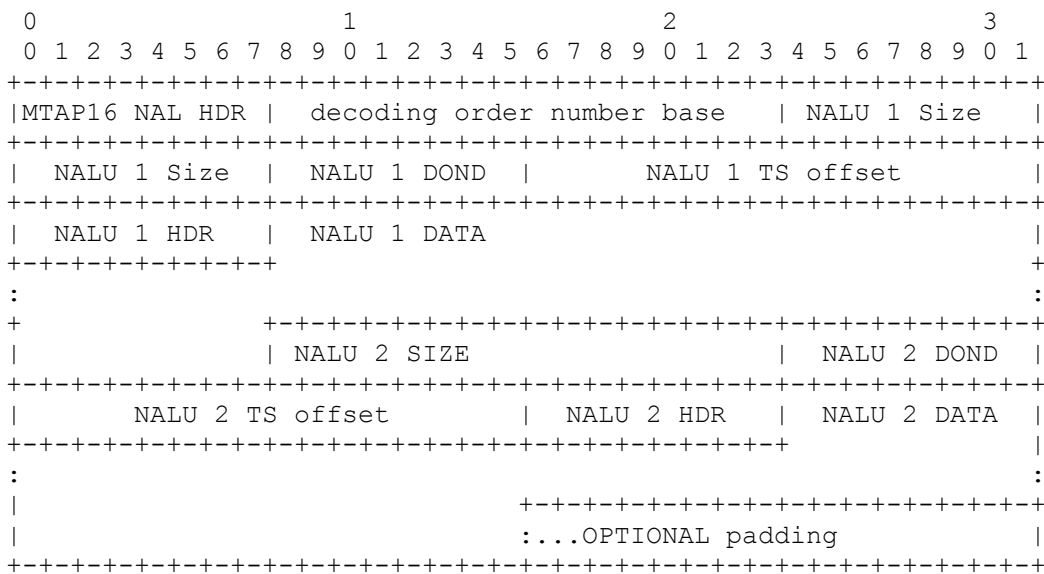 0                   1                   2                   3
 0 1 2 3 4 5 6 7 8 9 0 1 2 3 4 5 6 7 8 9 0 1 2 3 4 5 6 7 8 9 0 1
+-+-+-+-+-+-+-+-+-+-+-+-+-+-+-+-+-+-+-+-+-+-+-+-+-+-+-+-+-+-+-+-+
|MTAP16 NAL HDR |  decoding order number base   | NALU 1 Size   |
+-+-+-+-+-+-+-+-+-+-+-+-+-+-+-+-+-+-+-+-+-+-+-+-+-+-+-+-+-+-+-+-+
|  NALU 1 Size  |  NALU 1 DOND  |       NALU 1 TS offset        |
+-+-+-+-+-+-+-+-+-+-+-+-+-+-+-+-+-+-+-+-+-+-+-+-+-+-+-+-+-+-+-+-+
|  NALU 1 HDR   |  NALU 1 DATA                                  |
+-+-+-+-+-+-+-+-+                                               +
:                                                               :
+               +-+-+-+-+-+-+-+-+-+-+-+-+-+-+-+-+-+-+-+-+-+-+-+-+
|               | NALU 2 SIZE                   |  NALU 2 DOND  |
+-+-+-+-+-+-+-+-+-+-+-+-+-+-+-+-+-+-+-+-+-+-+-+-+-+-+-+-+-+-+-+-+
|       NALU 2 TS offset        |  NALU 2 HDR   |  NALU 2 DATA  |
+-+-+-+-+-+-+-+-+-+-+-+-+-+-+-+-+-+-+-+-+-+-+-+-+               |
:                                                               :
|                               +-+-+-+-+-+-+-+-+-+-+-+-+-+-+-+-+
|                               :...OPTIONAL padding            |
+-+-+-+-+-+-+-+-+-+-+-+-+-+-+-+-+-+-+-+-+-+-+-+-+-+-+-+-+-+-+-+-+